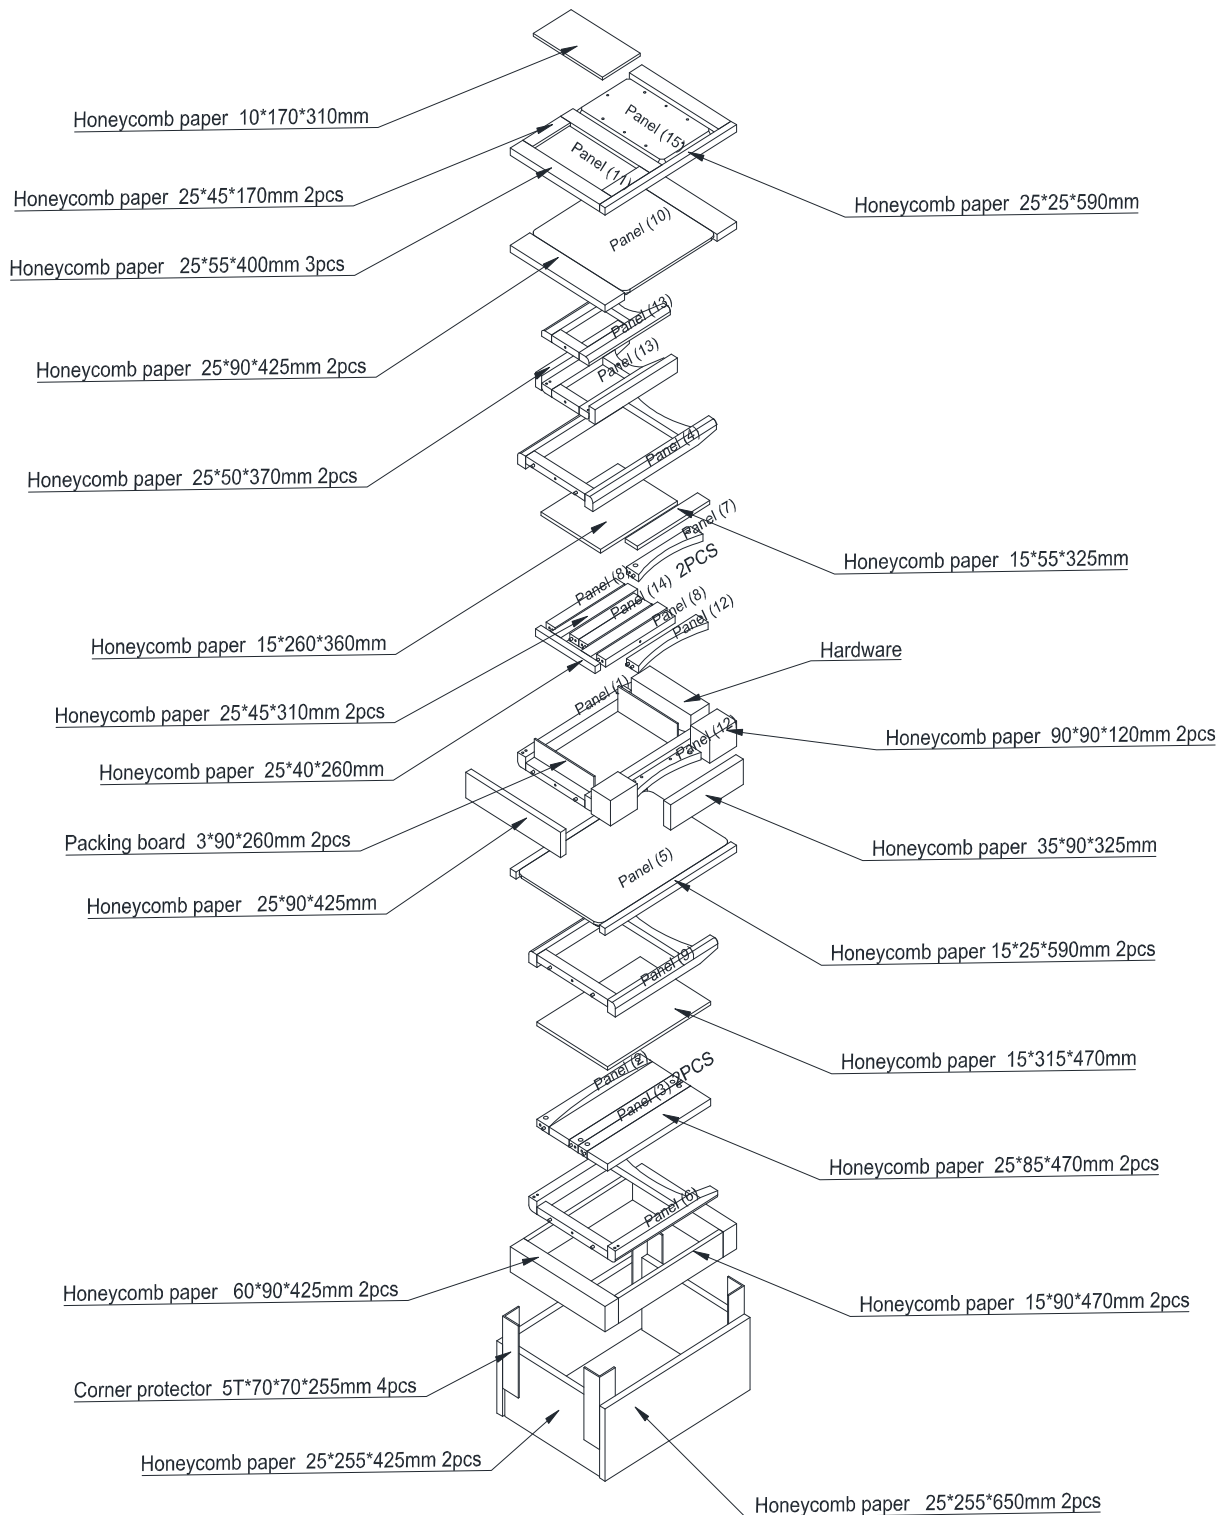 Honeycomb paper 10*170*310mm
Panel (15)
Panel (11)
Honeycomb paper 25*45*170mm 2pcs
Honeycomb paper 25*25*590mm
Panel (10)
Honeycomb paper 25*55*400mm 3pcs
Panel (13)
Panel (13)
Honeycomb paper 25*90*425mm 2pcs
Panel (4)
Honeycomb paper 25*50*370mm 2pcs
Panel (7)
Honeycomb paper 15*55*325mm
2PCS
Panel (8)
Panel (14)
Panel (8)
Panel (12)
Honeycomb paper 15*260*360mm
Hardware
Panel (1)
Honeycomb paper 25*45*310mm 2pcs
Panel (12)
Honeycomb paper 90*90*120mm 2pcs
Honeycomb paper 25*40*260mm
Packing board 3*90*260mm 2pcs
Honeycomb paper 35*90*325mm
Panel (5)
Honeycomb paper 25*90*425mm
Honeycomb paper 15*25*590mm 2pcs
Panel (9)
Honeycomb paper 15*315*470mm
Panel (2)
2PCS
Panel (3)
Honeycomb paper 25*85*470mm 2pcs
Panel (6)
Honeycomb paper 60*90*425mm 2pcs
Honeycomb paper 15*90*470mm 2pcs
Corner protector 5T*70*70*255mm 4pcs
Honeycomb paper 25*255*425mm 2pcs
Honeycomb paper 25*255*650mm 2pcs